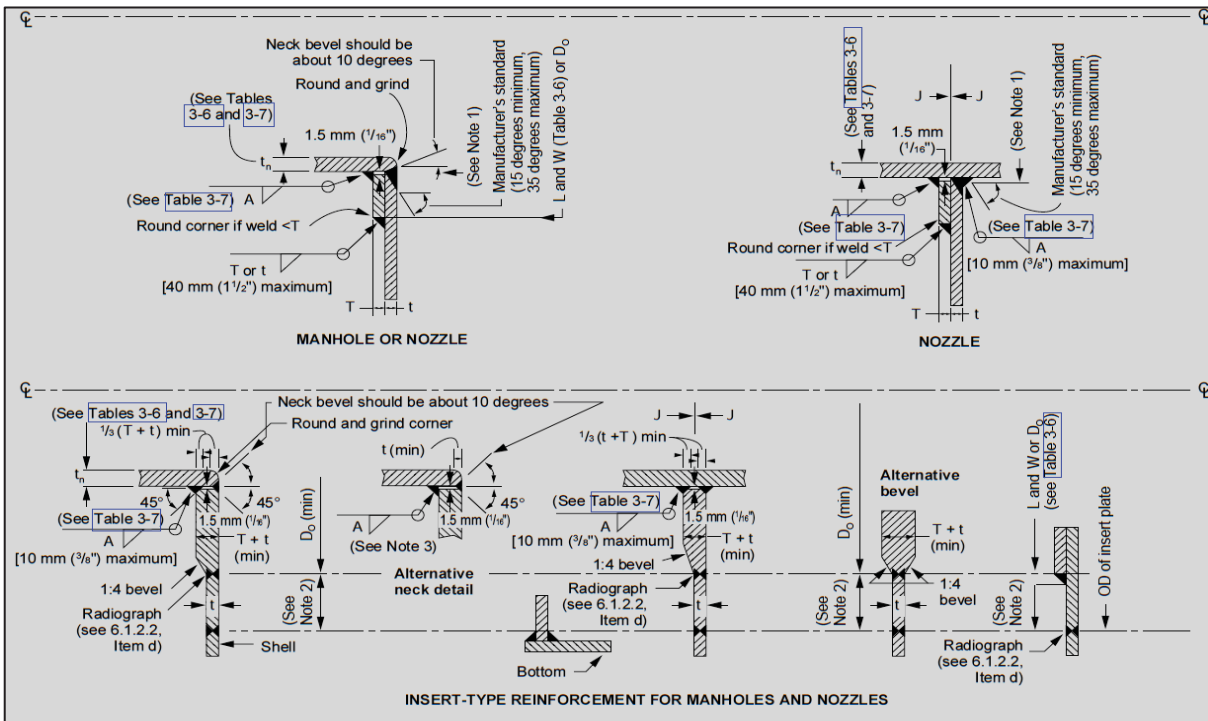 ℄
℄
Neck bevel should be
about 10 degrees
Round and grind
(See Tables
3-6 and 3-7)
1.5 mm (1/16")
tn
(See Table 3-7)
A
Round corner if weld <T
T or t
[40 mm (1 1/2") maximum]
T
t
(See Note 1)
Manufacturer's standard
(15 degrees minimum,
35 degrees maximum)
L and W (Table 3-6) or Do
MANHOLE OR NOZZLE
(See Tables 3-6
and 3-7)
J
J
1.5 mm
(1/16")
tn
A
(See Table 3-7)
Round corner if weld <T
T or t
[40 mm (1 1/2") maximum]
T
t
(See Note 1)
Manufacturer's standard
(15 degrees minimum,
35 degrees maximum)
(See Table 3-7)
A
[10 mm (3/8") maximum]
NOZZLE
℄
℄
(See Tables 3-6 and 3-7)
1/3 (T + t) min
Neck bevel should be about 10 degrees
Round and grind corner
tn
45°
45°
(See Table 3-7)
A
1.5 mm (1/16")
[10 mm (3/8") maximum]
T + t
(min)
1:4 bevel
Radiograph
(see 6.1.2.2,
Item d)
t
Shell
t (min)
45°
1.5 mm (1/16")
A
(See Note 3)
Alternative
neck detail
Do (min)
(See
Note 2)
J
J
1/3 (t + T) min
(See Table 3-7)
A
1.5 mm (1/16")
[10 mm (3/8") maximum]
T + t
(min)
1:4 bevel
Radiograph
(see 6.1.2.2,
Item d)
t
Bottom
Do (min)
(See Note 2)
Alternative
bevel
T + t
(min)
1:4
bevel
t
L and W or Do
(see Table 3-6)
(See Note 2)
OD of insert plate
Radiograph
(see 6.1.2.2,
Item d)
INSERT-TYPE REINFORCEMENT FOR MANHOLES AND NOZZLES